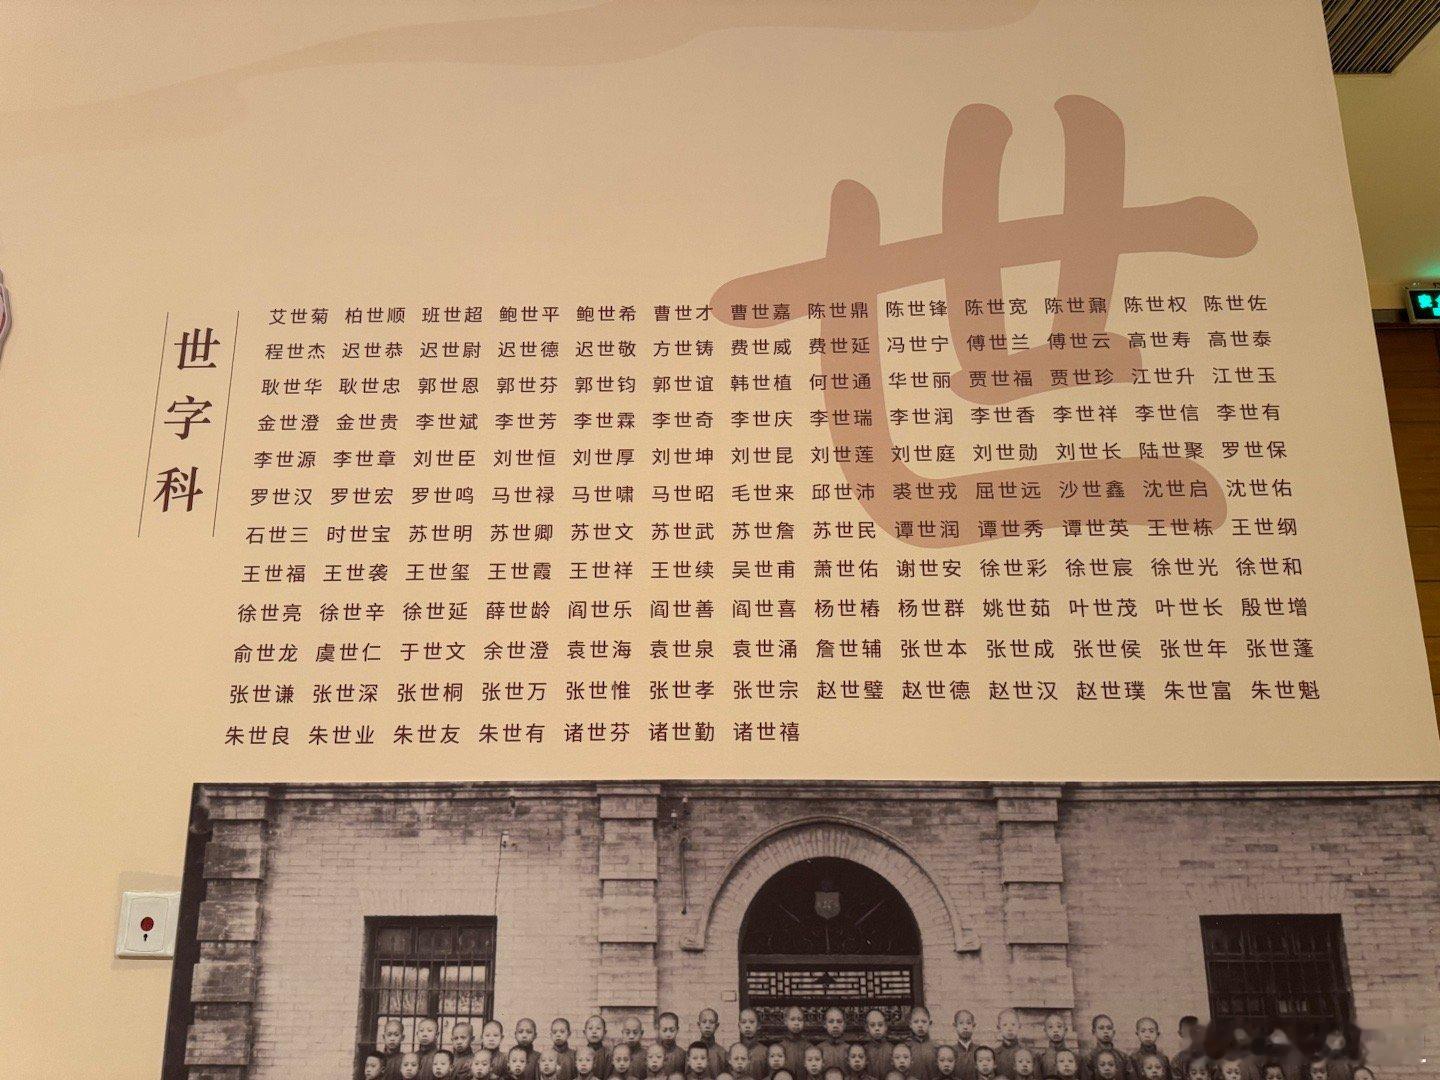 世
世字科
艾世菊 柏世顺 班世超 鲍世平 鲍世希 曹世才 曹世嘉 陈世鼎 陈世锋 陈世宽 陈世鼐 陈世权 陈世佐
程世杰 迟世恭 迟世尉 迟世德 迟世敬 方世铸 费世威 费世延 冯世宁 傅世兰 傅世云 高世寿 高世泰
耿世华 耿世忠 郭世恩 郭世芬 郭世钧 郭世谊 韩世植 何世通 华世丽 贾世福 贾世珍 江世升 江世玉
金世澄 金世贵 李世斌 李世芳 李世霖 李世奇 李世庆 李世瑞 李世润 李世香 李世祥 李世信 李世有
李世源 李世章 刘世臣 刘世恒 刘世厚 刘世坤 刘世昆 刘世莲 刘世庭 刘世勋 刘世长 陆世聚 罗世保
罗世汉 罗世宏 罗世鸣 马世禄 马世啸 马世昭 毛世来 邱世沛 裘世戎 屈世远 沙世鑫 沈世启 沈世佑
石世三 时世宝 苏世明 苏世卿 苏世文 苏世武 苏世詹 苏世民 谭世润 谭世秀 谭世英 王世栋 王世纲
王世福 王世袭 王世玺 王世霞 王世祥 王世续 吴世甫 萧世佑 谢世安 徐世彩 徐世宸 徐世光 徐世和
徐世亮 徐世辛 徐世延 薛世龄 阎世乐 阎世善 阎世喜 杨世椿 杨世群 姚世茹 叶世茂 叶世长 殷世增
俞世龙 虞世仁 于世文 余世澄 袁世海 袁世泉 袁世涌 詹世辅 张世本 张世成 张世侯 张世年 张世蓬
张世谦 张世深 张世桐 张世万 张世惟 张世孝 张世宗 赵世璧 赵世德 赵世汉 赵世璞 朱世富 朱世魁
朱世良 朱世业 朱世友 朱世有 诸世芬 诸世勤 诸世禧